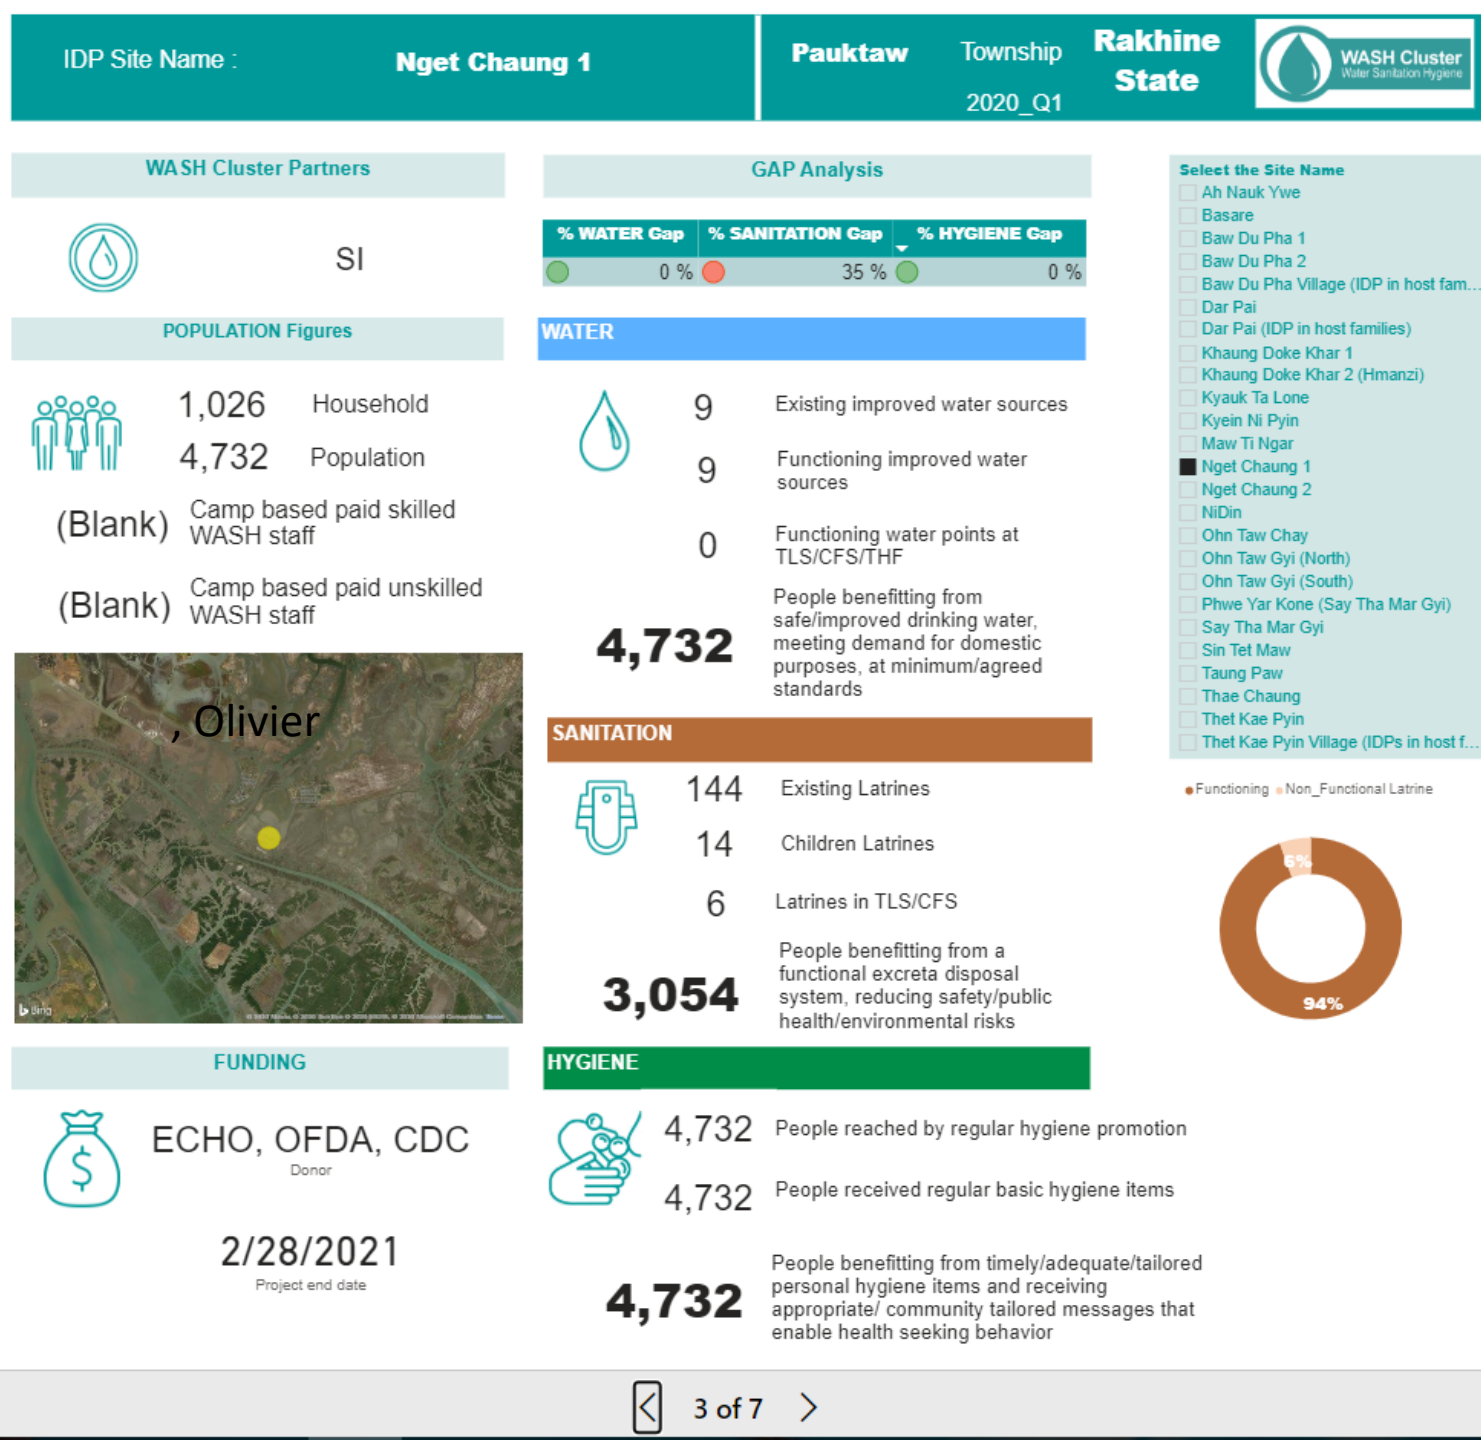 IDP Site Name :
Nget Chaung 1
Pauktaw
Township
2020_Q1
Rakhine
State
WASH Cluster
Water Sanitation Hygiene
WASH Cluster Partners
SI
POPULATION Figures
1,026 Household
4,732 Population
(Blank) Camp based paid skilled
WASH staff
(Blank) Camp based paid unskilled
WASH staff
, Olivier
Bing
FUNDING
ECHO, OFDA, CDC
Donor
2/28/2021
Project end date
GAP Analysis
% WATER Gap % SANITATION Gap % HYGIENE Gap
0 % 35 % 0 %
WATER
9 Existing improved water sources
9 Functioning improved water
sources
0 Functioning water points at
TLS/CFS/THF
4,732 People benefitting from
safe/improved drinking water,
meeting demand for domestic
purposes, at minimum/agreed
standards
SANITATION
144 Existing Latrines
14 Children Latrines
6 Latrines in TLS/CFS
3,054 People benefitting from a
functional excreta disposal
system, reducing safety/public
health/environmental risks
HYGIENE
4,732 People reached by regular hygiene promotion
4,732 People received regular basic hygiene items
4,732 People benefitting from timely/adequate/tailored
personal hygiene items and receiving
appropriate/ community tailored messages that
enable health seeking behavior
Select the Site Name
Ah Nauk Ywe
Basare
Baw Du Pha 1
Baw Du Pha 2
Baw Du Pha Village (IDP in host fam...
Dar Pai
Dar Pai (IDP in host families)
Khaung Doke Khar 1
Khaung Doke Khar 2 (Hmanzi)
Kyauk Ta Lone
Kyein Ni Pyin
Maw Ti Ngar
Nget Chaung 1
Nget Chaung 2
NiDin
Ohn Taw Chay
Ohn Taw Gyi (North)
Ohn Taw Gyi (South)
Phwe Yar Kone (Say Tha Mar Gyi)
Say Tha Mar Gyi
Sin Tet Maw
Taung Paw
Thae Chaung
Thet Kae Pyin
Thet Kae Pyin Village (IDPs in host f...
Functioning Non_Functional Latrine
6%
94%
3 of 7